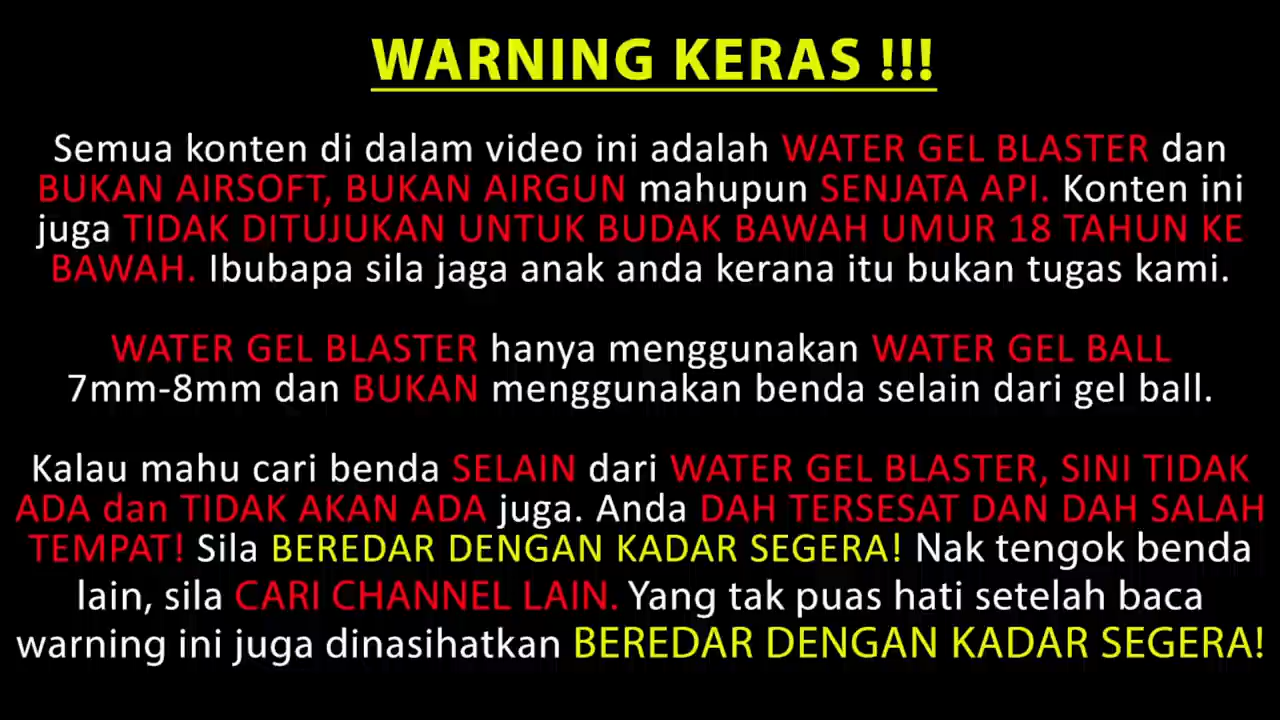 WARNING KERAS !!!
Semua konten di dalam video ini adalah WATER GEL BLASTER dan
BUKAN AIRSOFT, BUKAN AIRGUN mahupun SENJATA API. Konten ini
juga TIDAK DITUJUKAN UNTUK BUDAK BAWAH UMUR 18 TAHUN KE
BAWAH. Ibubapa sila jaga anak anda kerana itu bukan tugas kami.
WATER GEL BLASTER hanya menggunakan WATER GEL BALL
7mm-8mm dan BUKAN menggunakan benda selain dari gel ball.
Kalau mahu cari benda SELAIN dari WATER GEL BLASTER, SINI TIDAK
ADA dan TIDAK AKAN ADA juga. Anda DAH TERSESAT DAN DAH SALAH
TEMPAT! Sila BEREDAR DENGAN KADAR SEGERA! Nak tengok benda
lain, sila CARI CHANNEL LAIN. Yang tak puas hati setelah baca
warning ini juga dinasihatkan BEREDAR DENGAN KADAR SEGERA!